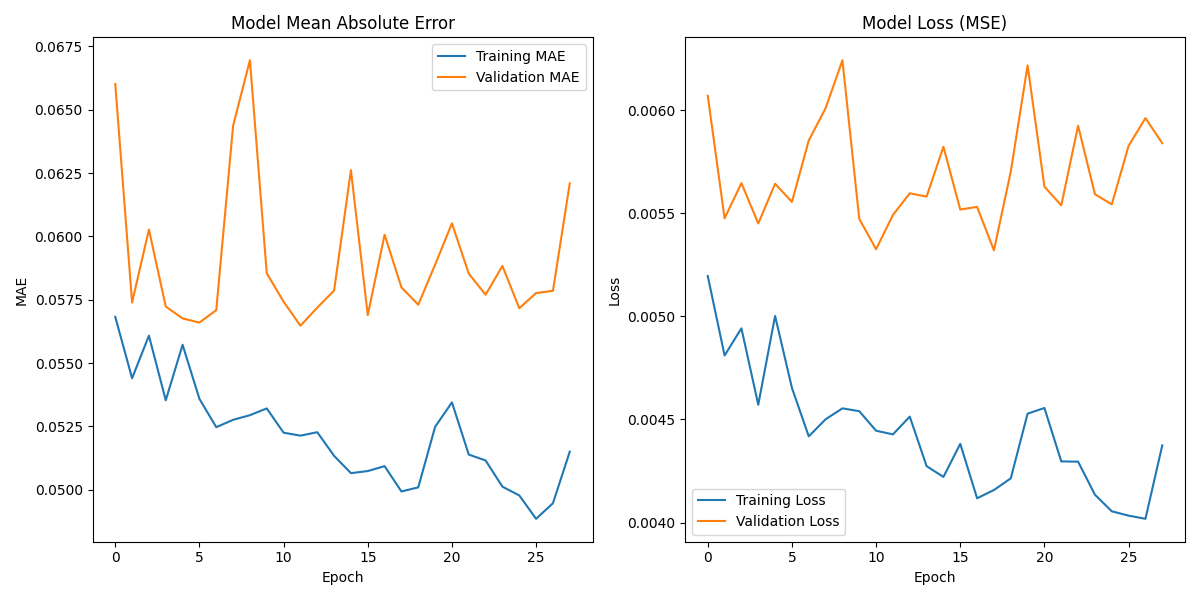 Model Mean Absolute Error
0.0675
0.0650
0.0625
0.0600
0.0575
0.0550
0.0525
0.0500
MAE
Training MAE
Validation MAE
0 5 10 15 20 25
Epoch
Model Loss (MSE)
0.0060
0.0055
0.0050
0.0045
0.0040
Loss
Training Loss
Validation Loss
0 5 10 15 20 25
Epoch